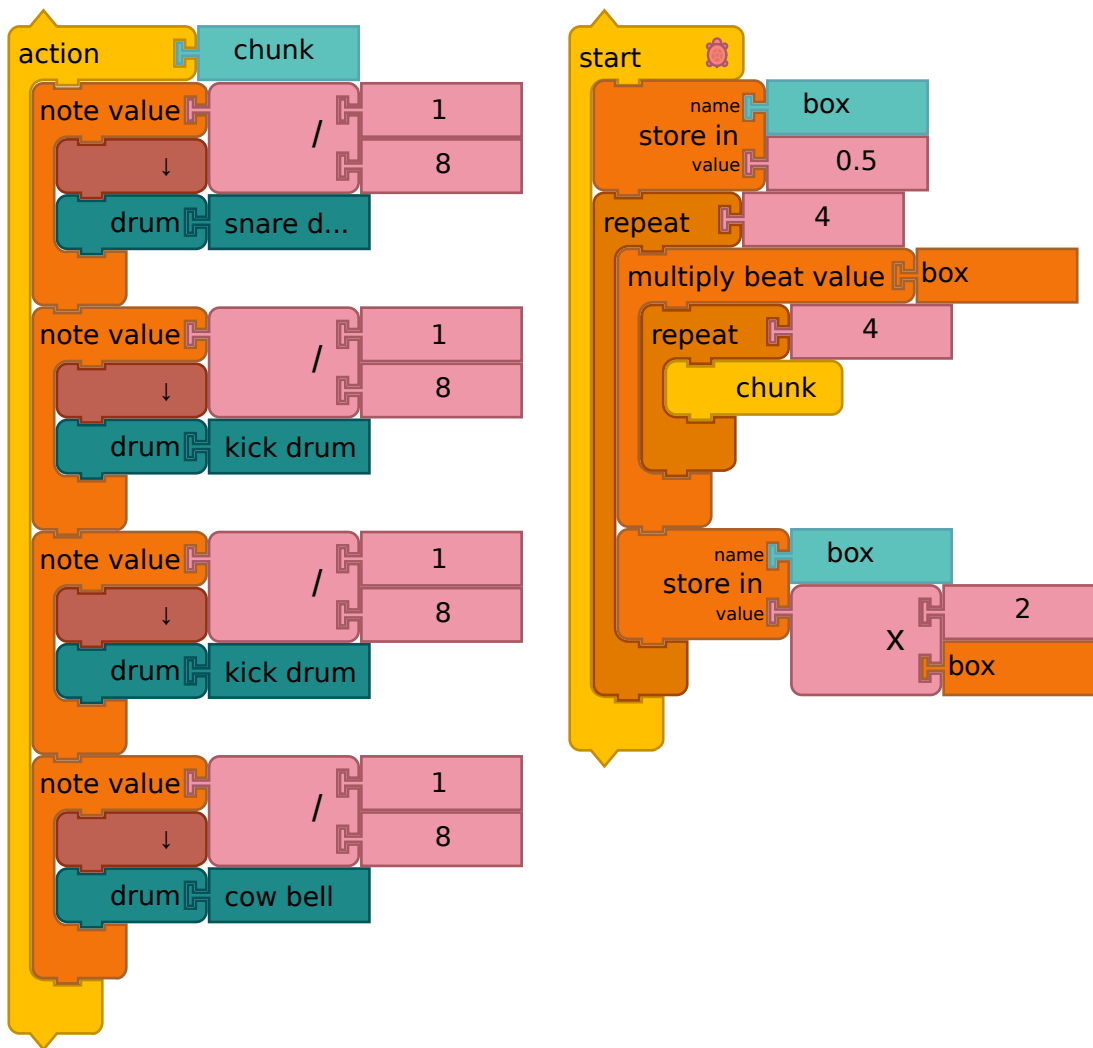 action chunk
note value 1
/
8
↓
drum snare d...
note value 1
/
8
↓
drum kick drum
note value 1
/
8
↓
drum kick drum
note value 1
/
8
↓
drum cow bell
start
name box
store in
value 0.5
repeat 4
multiply beat value box
repeat 4
chunk
name box
store in
value 2
x
box